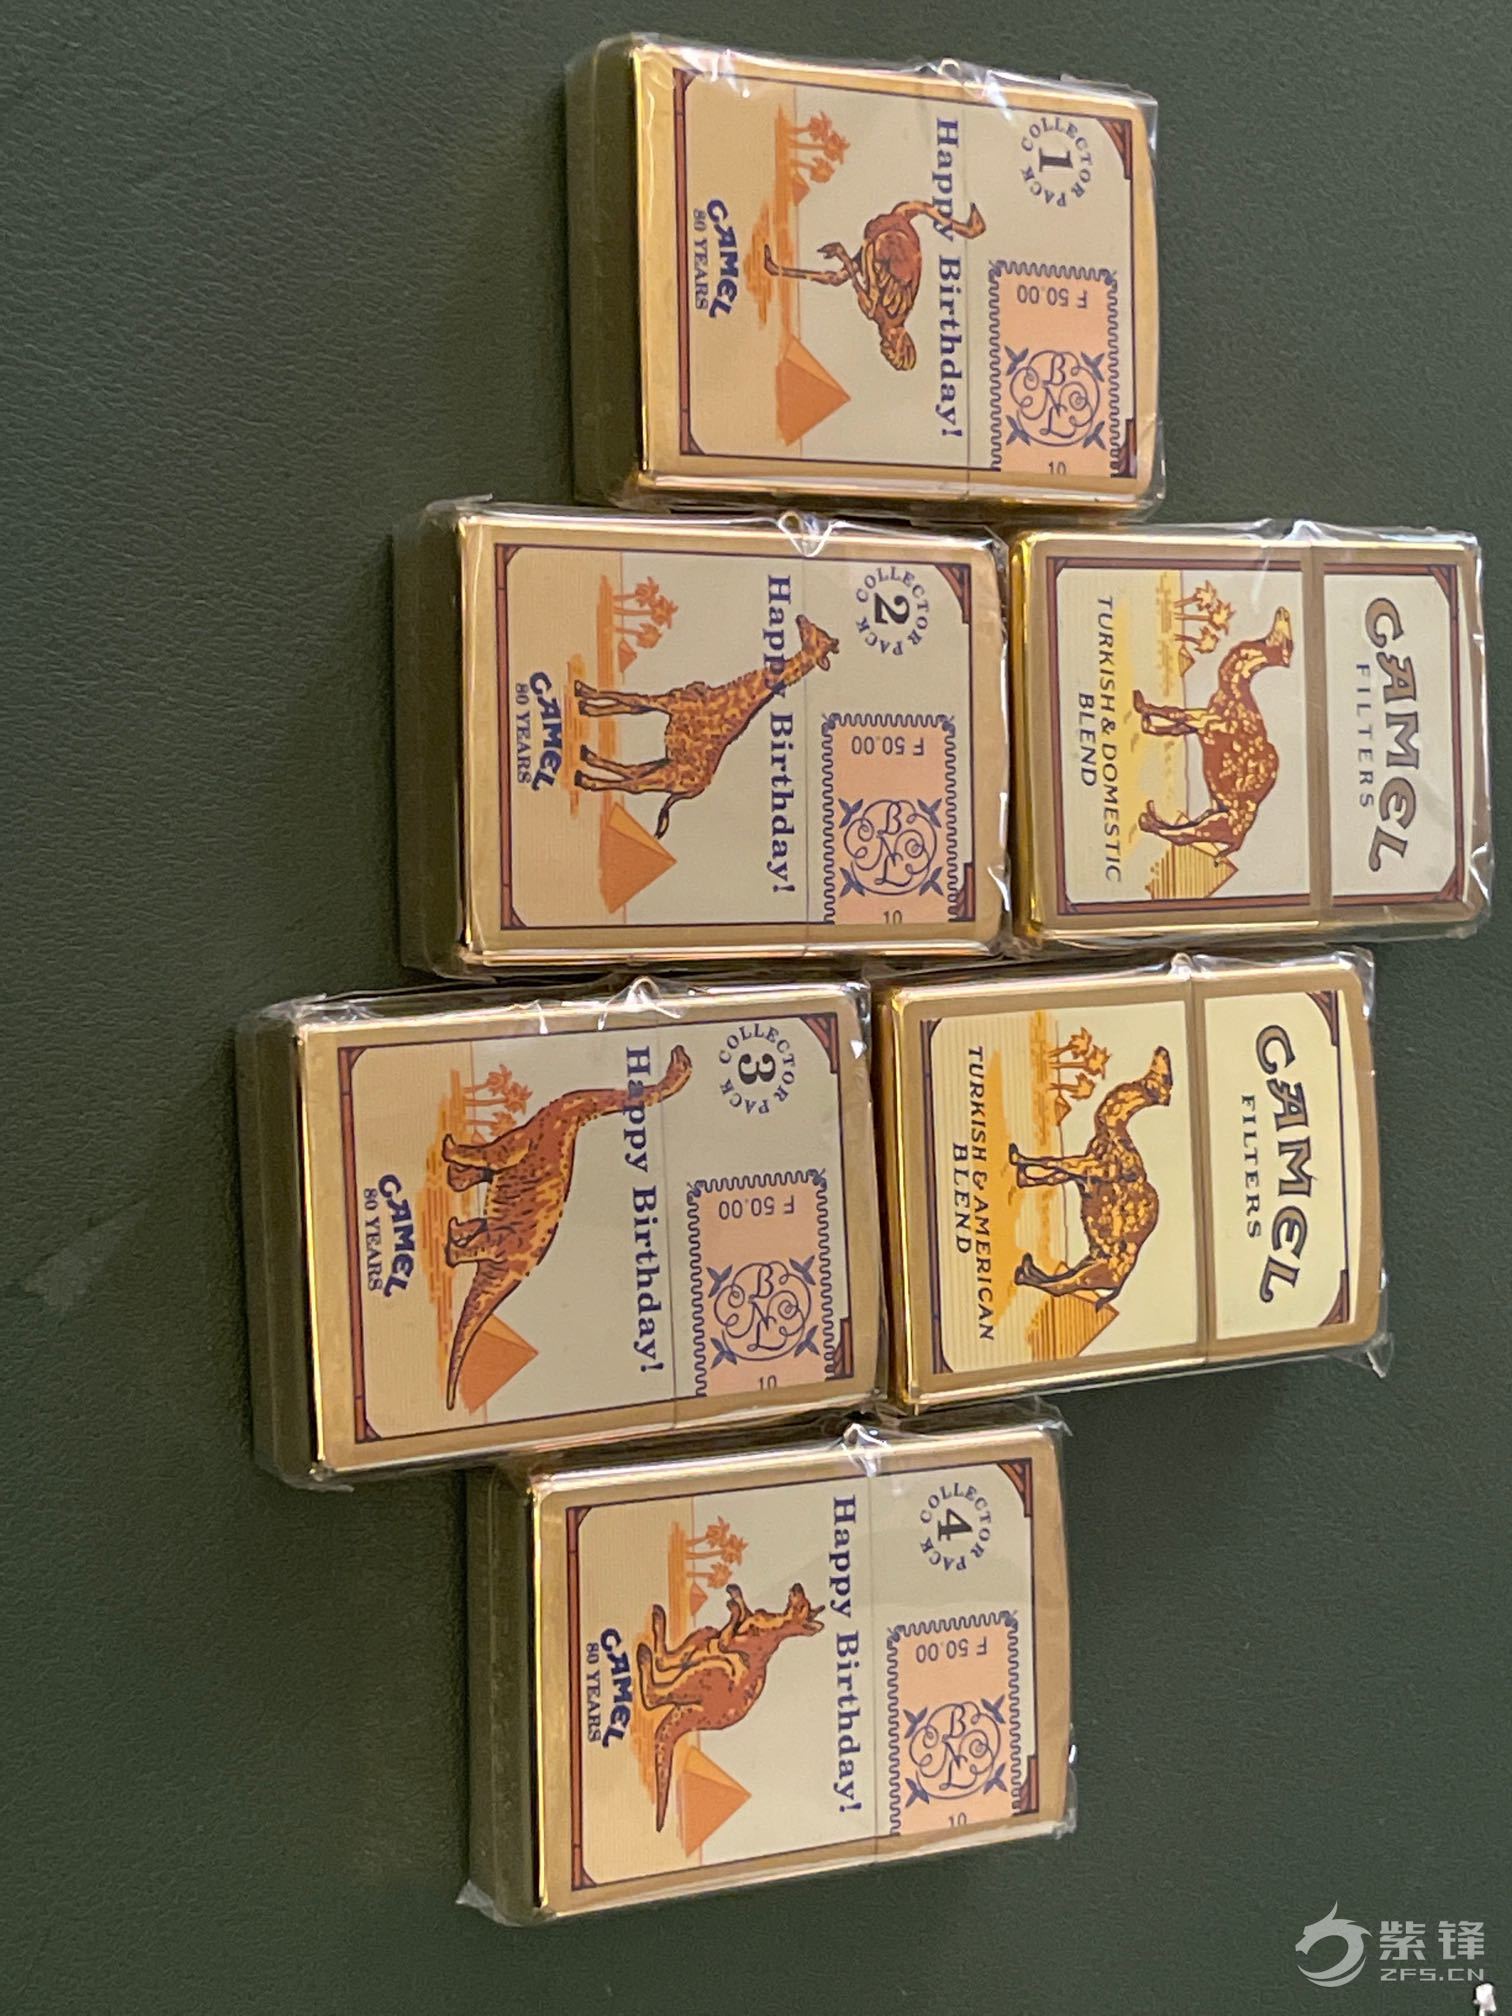 COLLECTOR PACK
1
F 50.00
BNL
10
Happy Birthday!
CAMEL
80 YEARS
COLLECTOR PACK
2
F 50.00
BNL
10
Happy Birthday!
CAMEL
80 YEARS
CAMEL
FILTERS
TURKISH & DOMESTIC
BLEND
COLLECTOR PACK
3
F 50.00
BNL
10
Happy Birthday!
CAMEL
80 YEARS
CAMEL
FILTERS
TURKISH & AMERICAN
BLEND
COLLECTOR PACK
4
F 50.00
BNL
10
Happy Birthday!
CAMEL
80 YEARS
紫锋
ZFS.CN